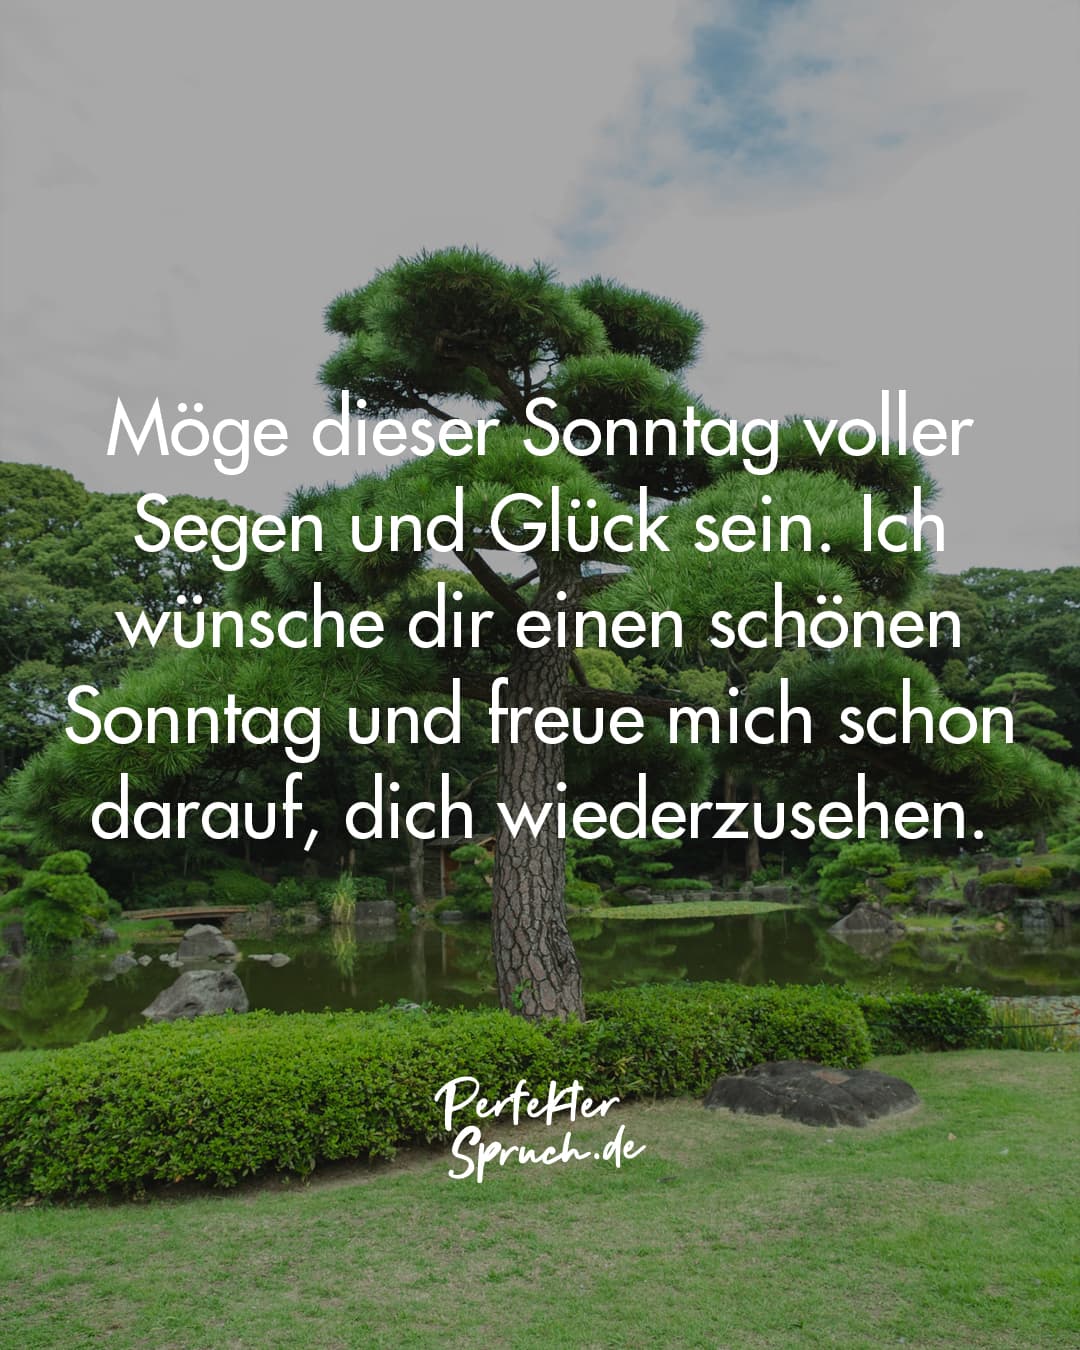 Möge dieser Sonntag voller
Segen und Glück sein. Ich
wünsche dir einen schönen
Sonntag und freue mich schon
darauf, dich wiederzusehen.
Perfekter
Spruch.de